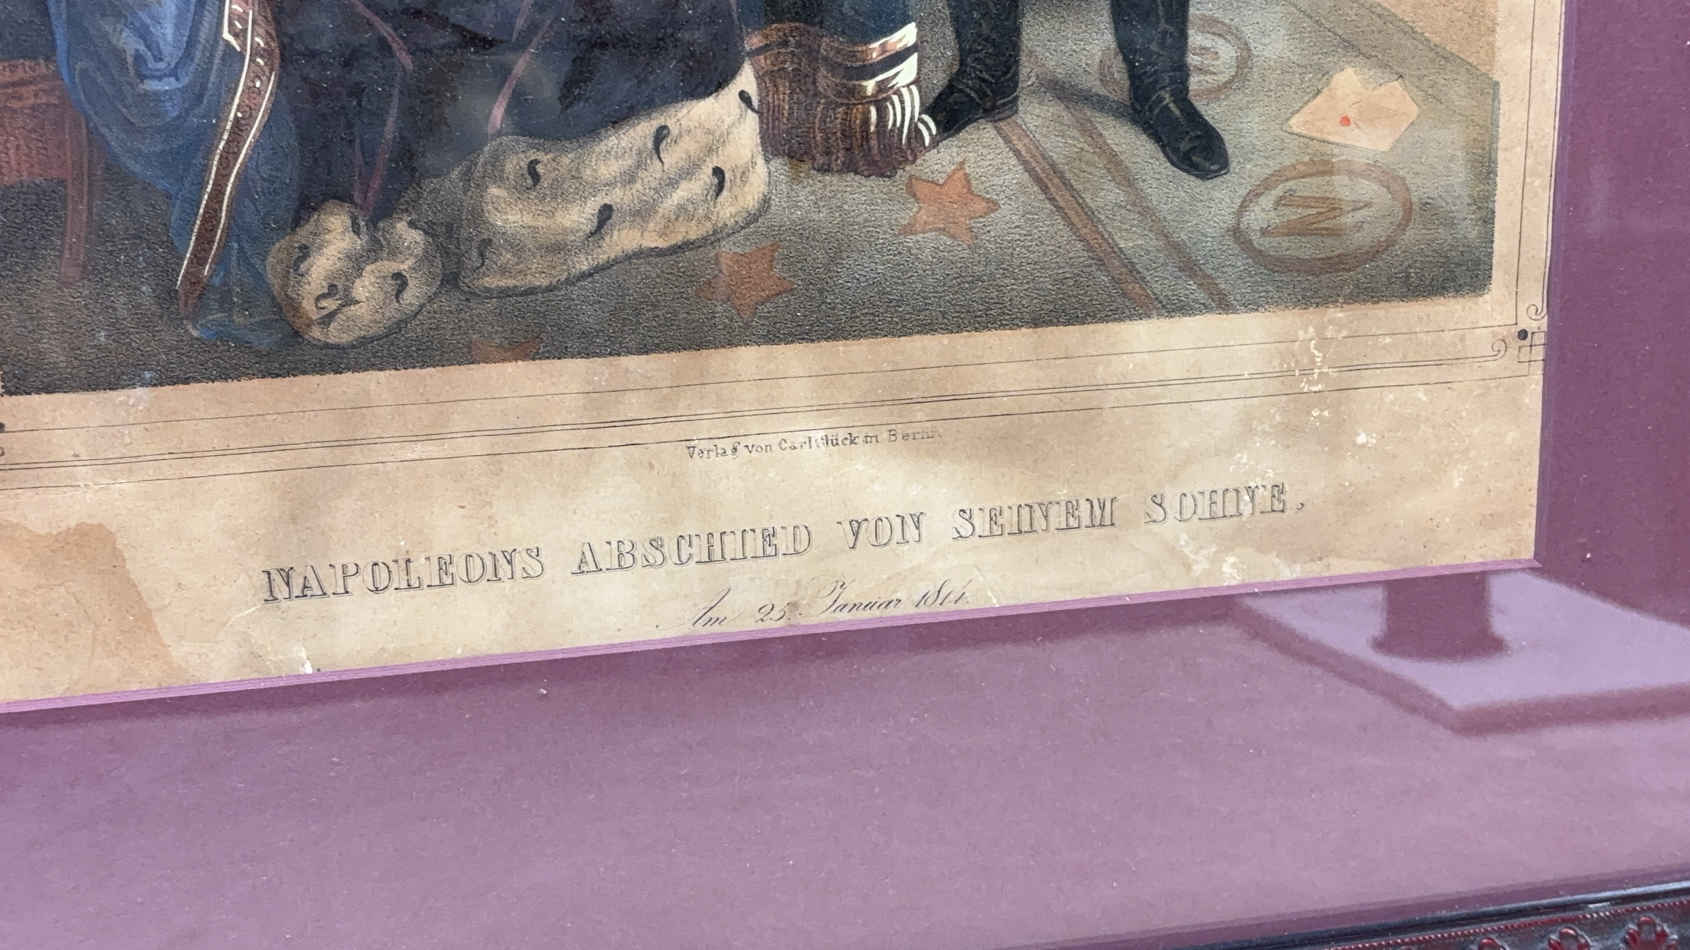 N
N
Verlag von Carl Glück in Bern.
NAPOLEONS ABSCHIED VON SEINEM SOHNE,
Am 25. Januar 1814.